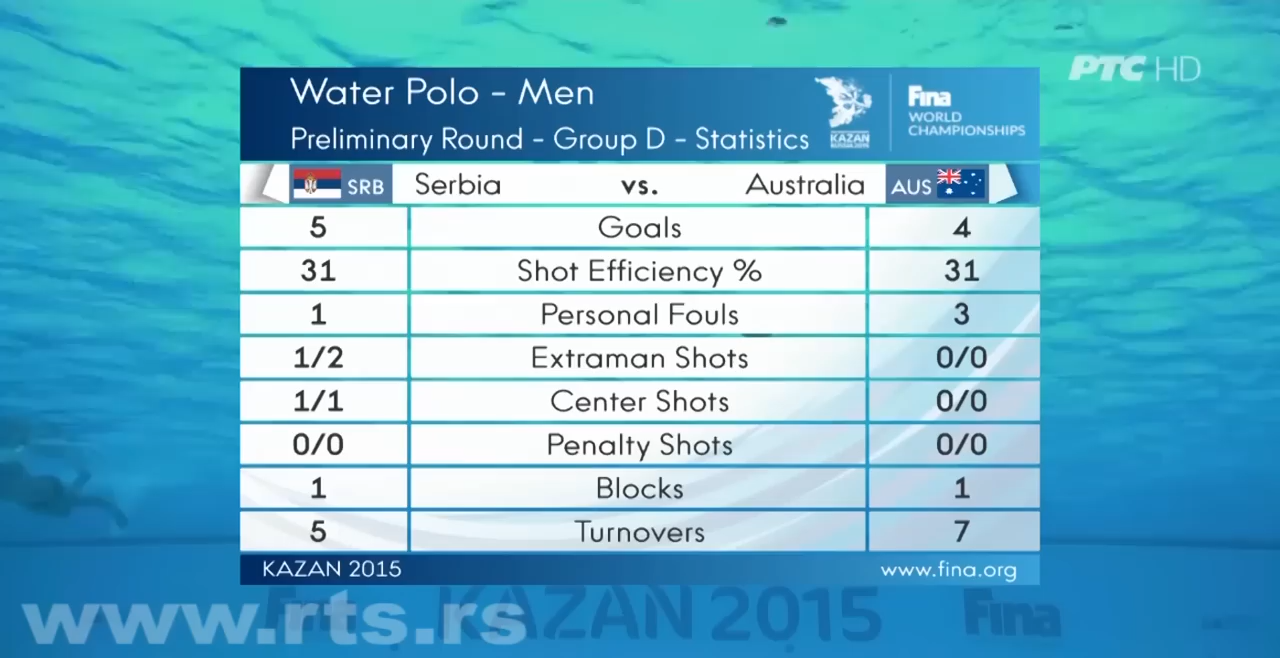 РТС HD
Water Polo - Men
Preliminary Round - Group D - Statistics
KAZAN
Fina
WORLD
CHAMPIONSHIPS
SRB Serbia vs. Australia AUS
5 Goals 4
31 Shot Efficiency % 31
1 Personal Fouls 3
1/2 Extraman Shots 0/0
1/1 Center Shots 0/0
0/0 Penalty Shots 0/0
1 Blocks 1
5 Turnovers 7
KAZAN 2015 www.fina.org
www.rts.rs
Fina KAZAN 2015 Fina